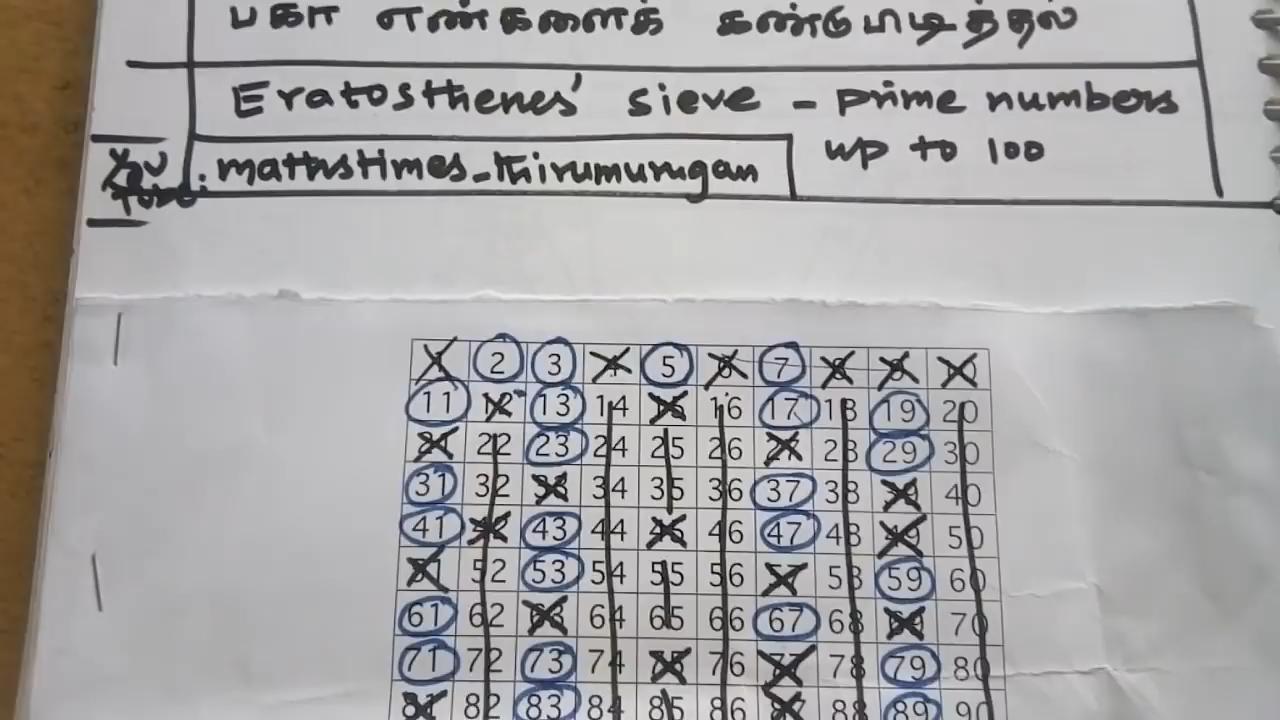 பகா எண்களைக் கண்டுபிடித்தல்
Eratosthenes' sieve - prime numbers
up to 100
You
Tube: mathstimes-thirumurugan
1 2 3 4 5 6 7 8 9 10
11 12 13 14 15 16 17 18 19 20
21 22 23 24 25 26 27 28 29 30
31 32 33 34 35 36 37 38 39 40
41 42 43 44 45 46 47 48 49 50
51 52 53 54 55 56 57 58 59 60
61 62 63 64 65 66 67 68 69 70
71 72 73 74 75 76 77 78 79 80
81 82 83 84 85 86 87 88 89 90